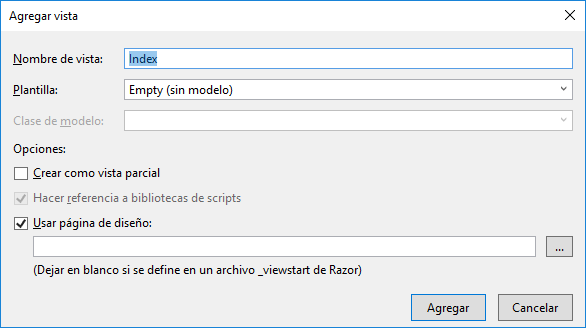 Agregar vista
Nombre de vista: Index
Plantilla: Empty (sin modelo)
Clase de modelo:
Opciones:
Crear como vista parcial
Hacer referencia a bibliotecas de scripts
Usar página de diseño:
...
(Dejar en blanco si se define en un archivo _viewstart de Razor)
Agregar Cancelar